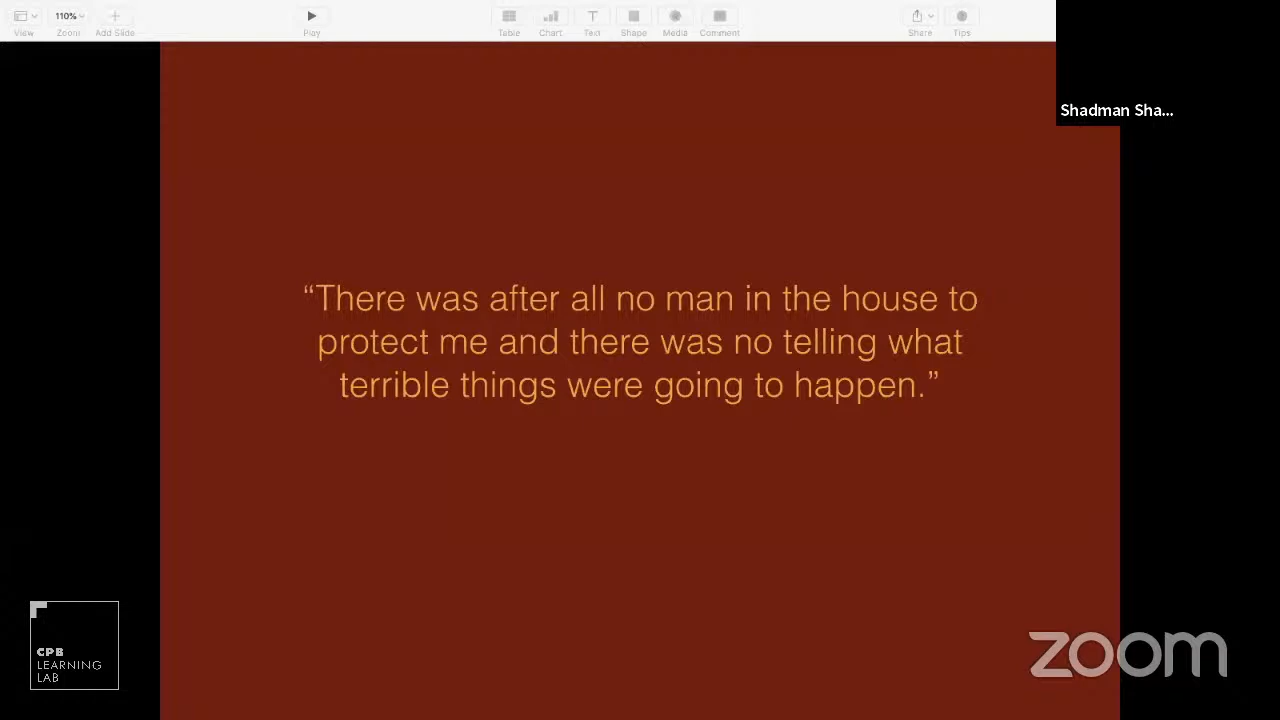 110%
View
Zoom
Add Slide
Play
Table
Chart
Text
Shape
Media
Comment
Share
Tips
Shadman Sha...
“There was after all no man in the house to
protect me and there was no telling what
terrible things were going to happen.”
CPB
LEARNING
LAB
zoom